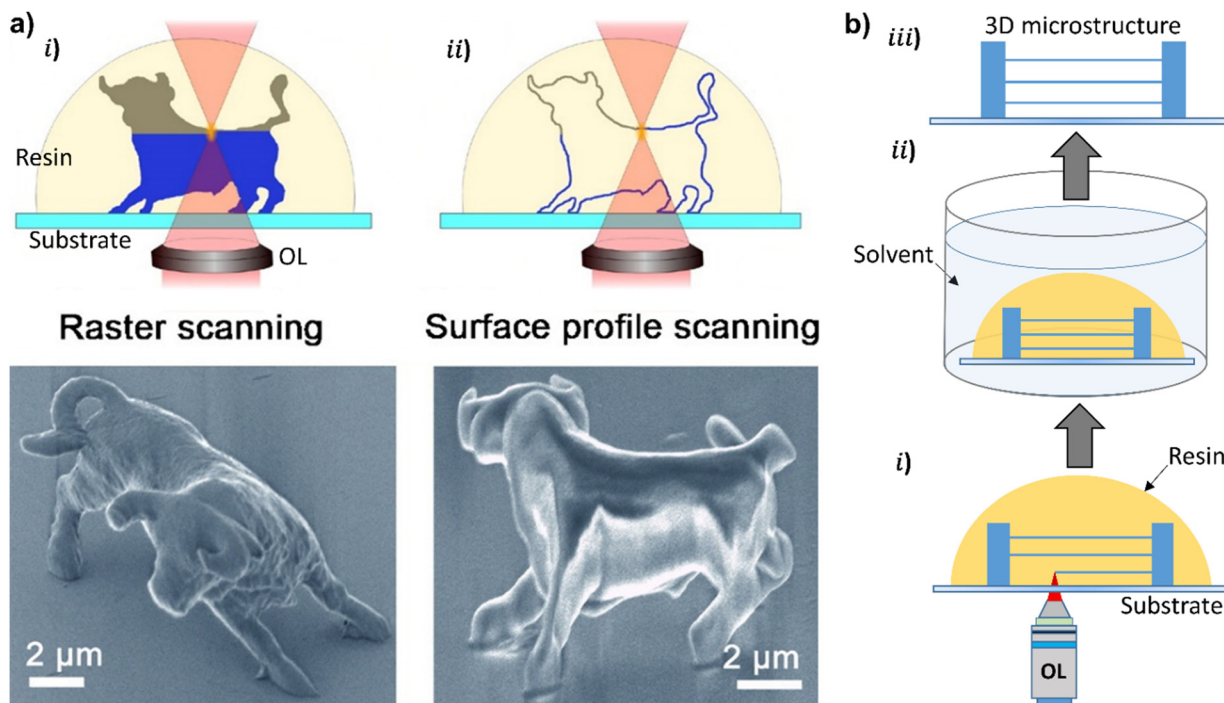 a)
i)
ii)
Resin
Substrate
OL
Raster scanning
Surface profile scanning
2 μm
2 μm
b)
iii)
3D microstructure
ii)
Solvent
i)
Resin
Substrate
OL